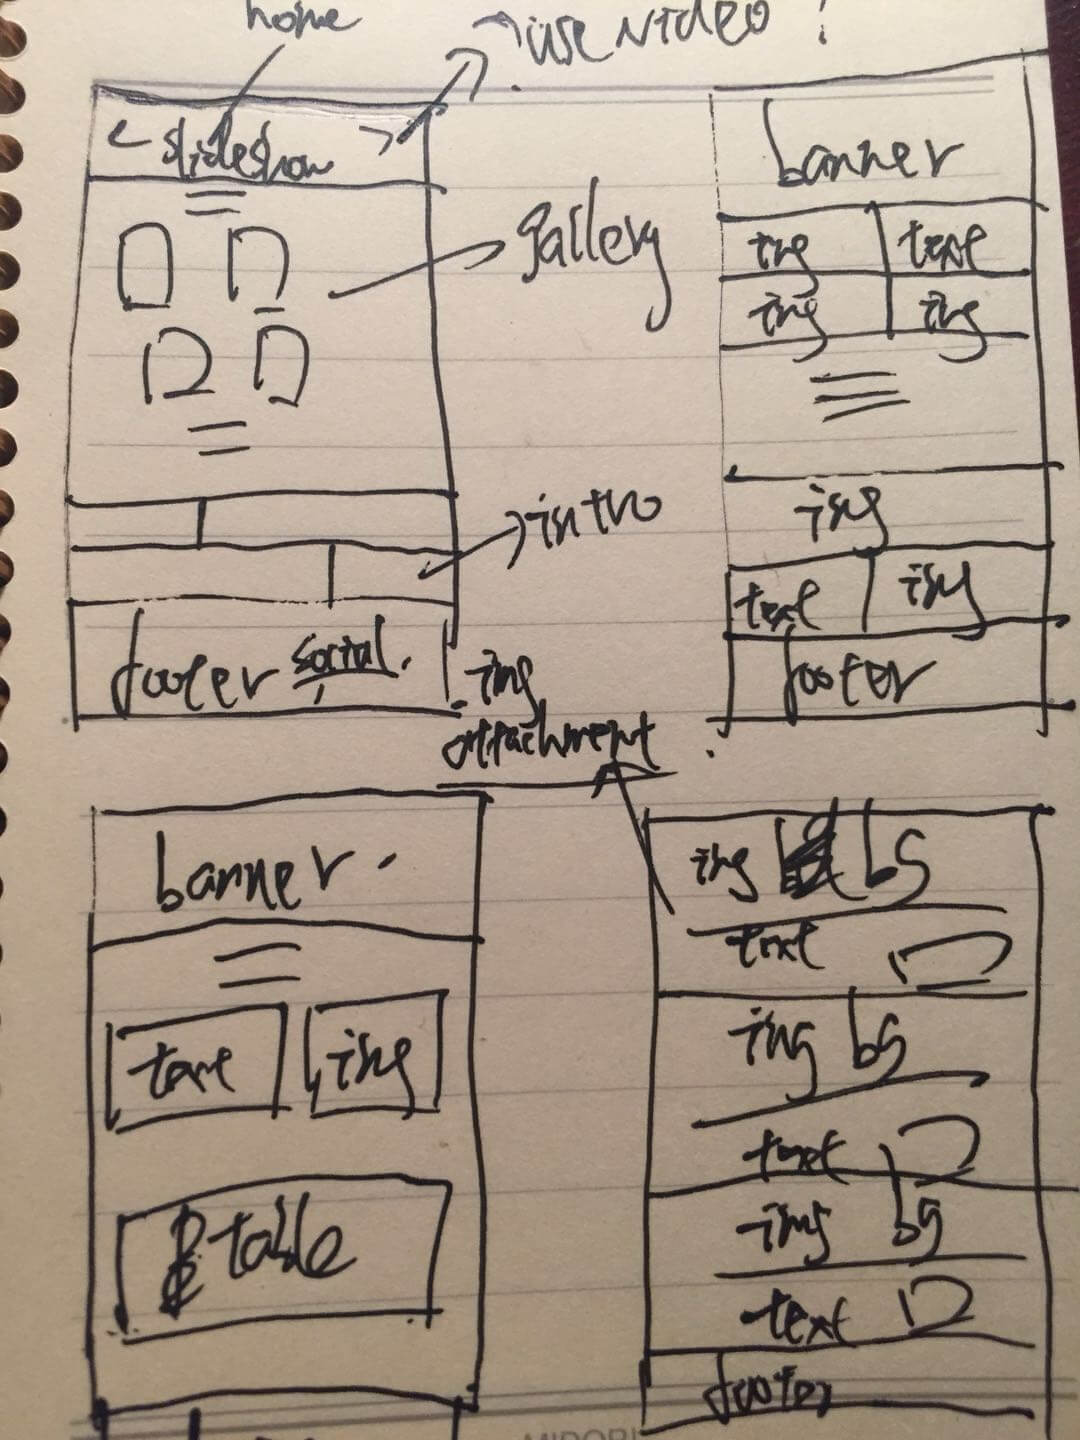 home
use video ?
slideshow
gallery
intro
footer social.
img
attachment
banner
img text
img img
img
text img
footer
banner.
text img
table
img bg
text
img bg
text
img bg
text
footer